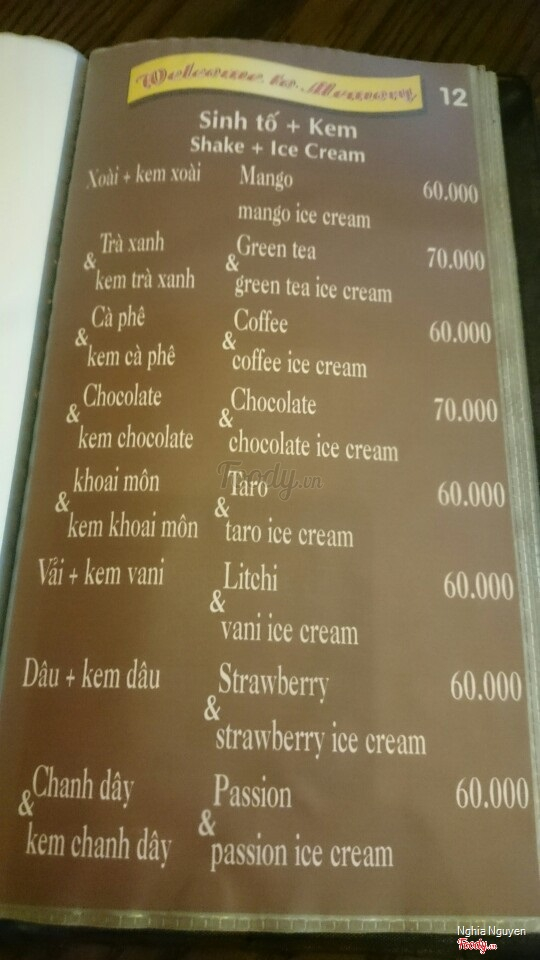 Welcome to Memory
12
Sinh tố + Kem
Shake + Ice Cream
Xoài + kem xoài Mango 60.000
mango ice cream
Trà xanh Green tea 70.000
& &
kem trà xanh green tea ice cream
Cà phê Coffee 60.000
& &
kem cà phê coffee ice cream
Chocolate Chocolate 70.000
& &
kem chocolate chocolate ice cream
khoai môn Taro 60.000
& &
kem khoai môn taro ice cream
Vải + kem vani Litchi 60.000
&
vani ice cream
Dâu + kem dâu Strawberry 60.000
&
strawberry ice cream
Chanh dây Passion 60.000
& &
kem chanh dây passion ice cream
Foody.vn
Nghia Nguyen
Foody.vn